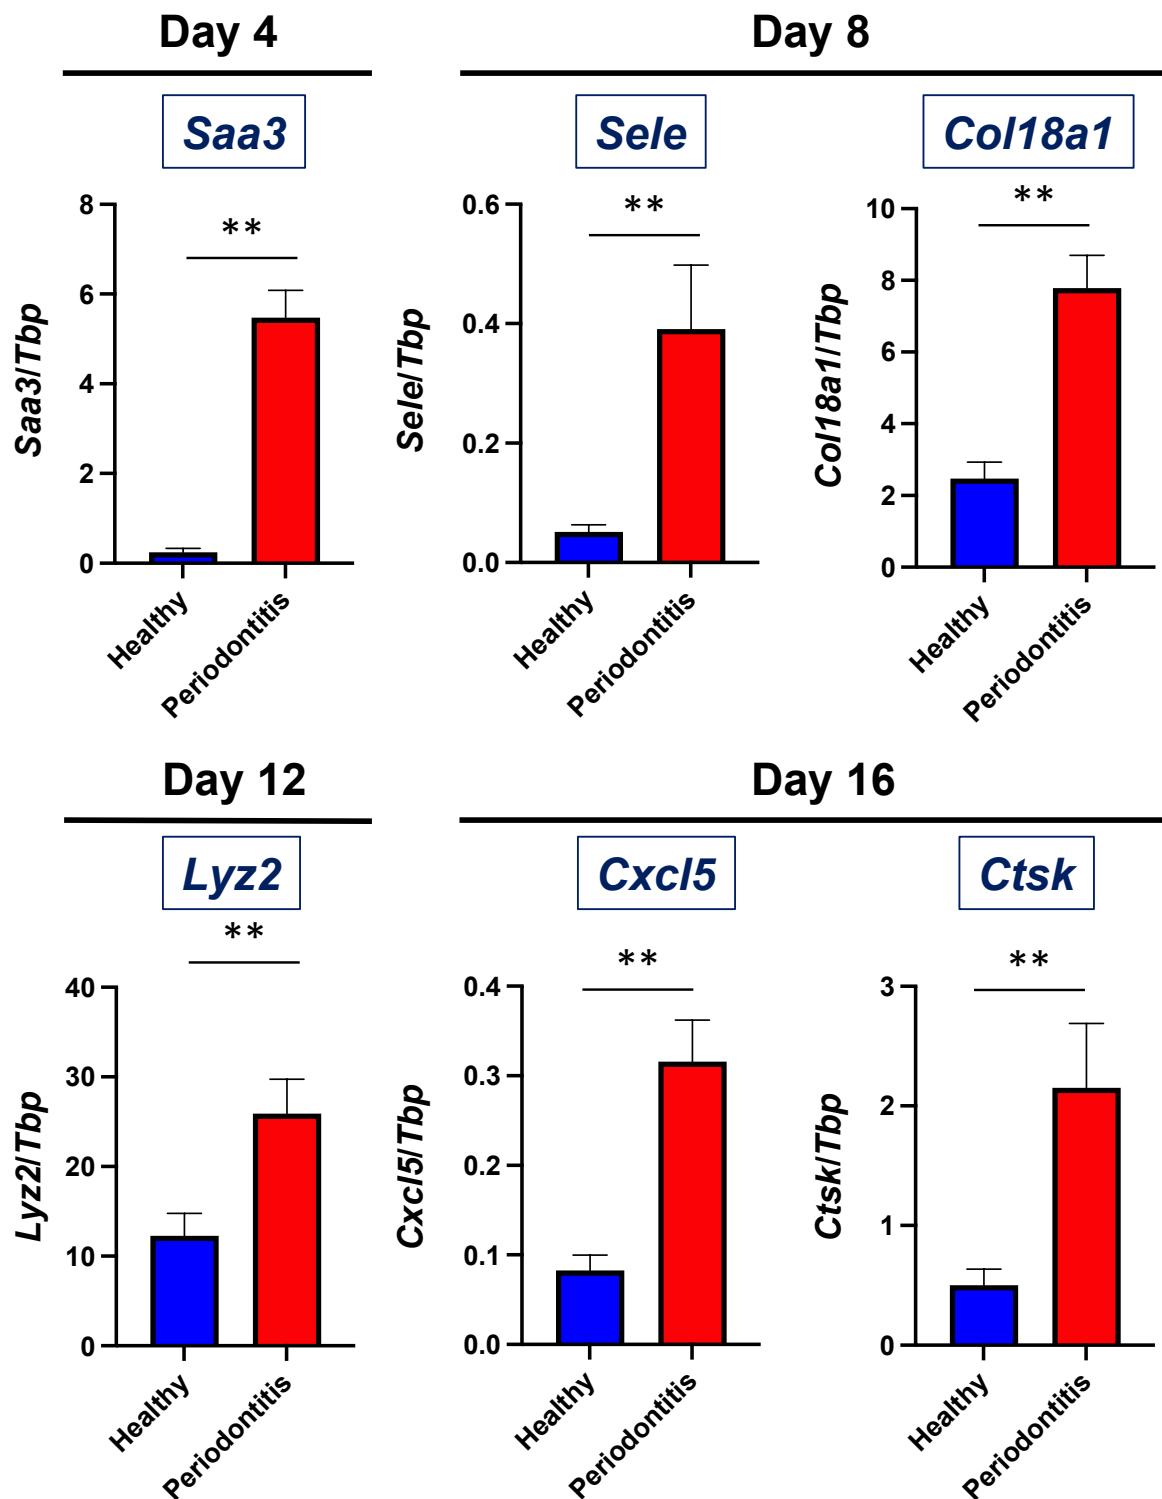 Day 4
Day 8
Saa3
Sele
Col18a1
**
**
**
Saa3/Tbp
8
6
4
2
0
Healthy
Periodontitis
Sele/Tbp
0.6
0.4
0.2
0.0
Healthy
Periodontitis
Col18a1/Tbp
10
8
6
4
2
0
Healthy
Periodontitis
Day 12
Day 16
Lyz2
Cxcl5
Ctsk
**
**
**
Lyz2/Tbp
40
30
20
10
0
Healthy
Periodontitis
Cxcl5/Tbp
0.4
0.3
0.2
0.1
0.0
Healthy
Periodontitis
Ctsk/Tbp
3
2
1
0
Healthy
Periodontitis